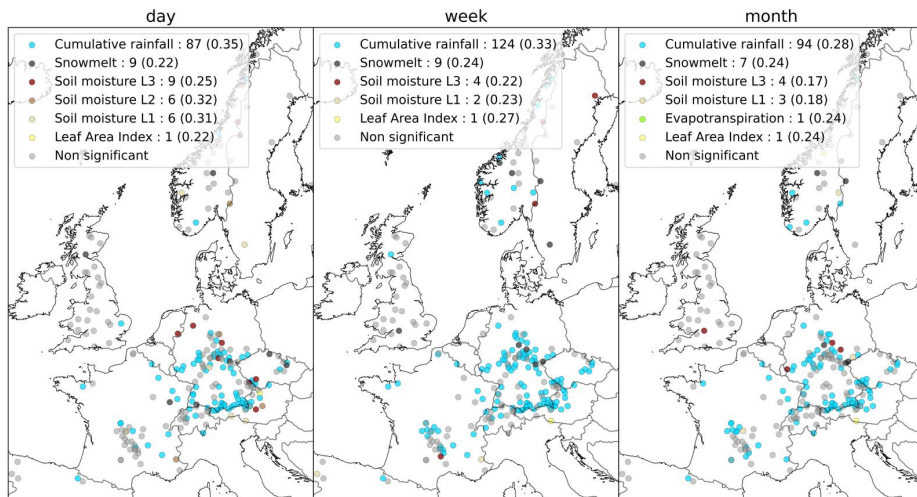 day
Cumulative rainfall : 87 (0.35)
Snowmelt : 9 (0.22)
Soil moisture L3 : 9 (0.25)
Soil moisture L2 : 6 (0.32)
Soil moisture L1 : 6 (0.31)
Leaf Area Index : 1 (0.22)
Non significant
week
Cumulative rainfall : 124 (0.33)
Snowmelt : 9 (0.24)
Soil moisture L3 : 4 (0.22)
Soil moisture L1 : 2 (0.23)
Leaf Area Index : 1 (0.27)
Non significant
month
Cumulative rainfall : 94 (0.28)
Snowmelt : 7 (0.24)
Soil moisture L3 : 4 (0.17)
Soil moisture L1 : 3 (0.18)
Evapotranspiration : 1 (0.24)
Leaf Area Index : 1 (0.24)
Non significant